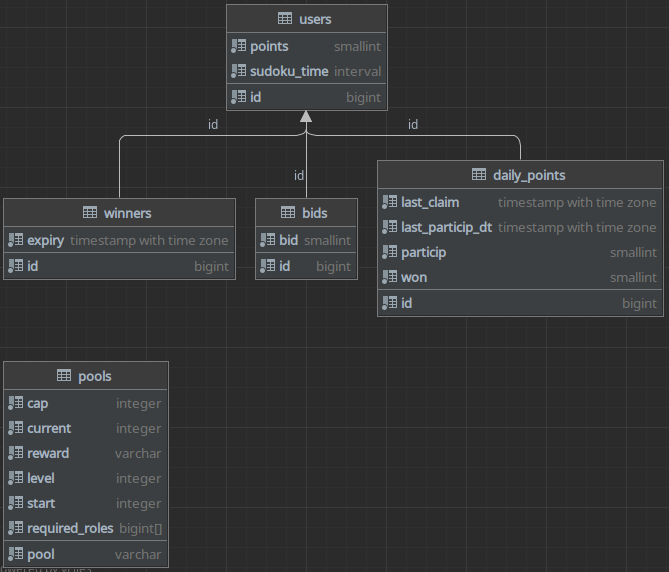 users
points smallint
sudoku_time interval
id bigint
id
id
id
daily_points
last_claim timestamp with time zone
last_particip_dt timestamp with time zone
particip smallint
won smallint
id bigint
winners
expiry timestamp with time zone
id bigint
bids
bid smallint
id bigint
pools
cap integer
current integer
reward varchar
level integer
start integer
required_roles bigint[]
pool varchar